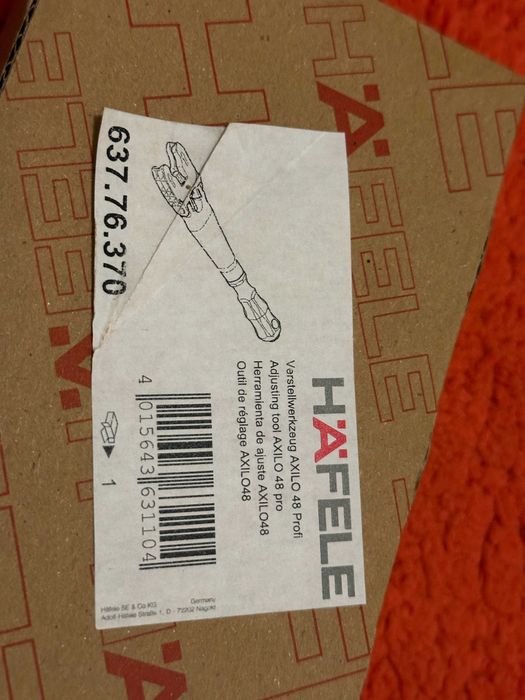 HÄFELE
637.76.370
HÄFELE
Verstellwerkzeug AXILO 48 Profi
Adjusting tool AXILO 48 pro
Herramienta de ajuste AXILO48
Outil de réglage AXILO48
4 015643 631104
1
Häfele SE & Co KG Germany
Adolf-Häfele-Straße 1, D - 72202 Nagold